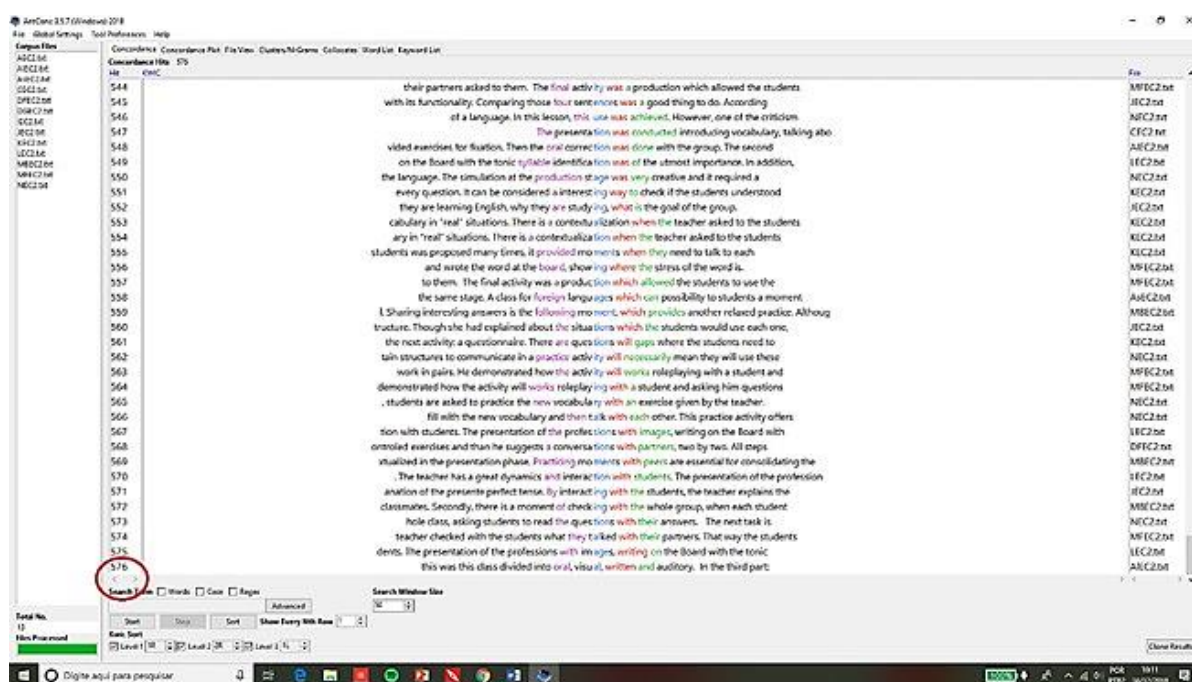 AntConc 3.5.7 (Windows) 2018
File Global Settings Tool Preferences Help
Corpus Files
Concordance Concordance Plot File View Clusters/N-Grams Collocates Word List Keyword List
Concordance Hits 576
Hit KWIC File
544 their partners asked to them. The final activity was a production which allowed the students MFEC2.txt
545 with its functionality. Comparing those four sentences was a good thing to do. According JEC2.txt
546 of a language. In this lesson, this use was achieved. However, one of the criticism NEC2.txt
547 The presentation was conducted introducing vocabulary, talking abo CEC2.txt
548 vided exercises for fixation. Then the oral correction was done with the group. The second
549 on the Board with the tonic syllable identification was of the utmost importance. In addition, LEC2.txt
550 the language. The simulation at the production stage was very creative and it required a NEC2.txt
551 every question. It can be considered a interesting way to check if the students understood KEC2.txt
552 they are learning English, why they are studying, what is the goal of the group. JEC2.txt
553 cabulary in "real" situations. There is a contextualization when the teacher asked to the students KEC2.txt
554 ary in "real" situations. There is a contextualization when the teacher asked to the students KEC2.txt
555 students was proposed many times, it provided moments when they need to talk to each KEC2.txt
556 and wrote the word at the board, showing where the stress of the word is. MFEC2.txt
557 to them. The final activity was a production which allowed the students to use the MFEC2.txt
558 the same stage. A class for foreign languages which can possibility to students a moment
559 l. Sharing interesting answers is the following moment, which provides another relaxed practice. Althoug MBEC2.txt
560 tructure. Though she had explained about the situations which the students would use each one, JEC2.txt
561 the next activity: a questionnaire. There are questions will gaps where the students need to KEC2.txt
562 tain structures to communicate in a practice activity will necessarily mean they will use these NEC2.txt
563 work in pairs. He demonstrated how the activity will works roleplaying with a student and MFEC2.txt
564 demonstrated how the activity will works roleplaying with a student and asking him questions MFEC2.txt
565 , students are asked to practice the new vocabulary with an exercise given by the teacher. NEC2.txt
566 fill with the new vocabulary and then talk with each other. This practice activity offers NEC2.txt
567 tion with students. The presentation of the professions with images, writing on the Board with LEC2.txt
568 ontroled exercises and than he suggests a conversations with partners, two by two. All steps DFEC2.txt
569 xtualized in the presentation phase. Practicing moments with peers are essential for consolidating the MBEC2.txt
570 . The teacher has a great dynamics and interaction with students. The presentation of the profession LEC2.txt
571 anation of the presente perfect tense. By interacting with the students, the teacher explains the JEC2.txt
572 classmates. Secondly, there is a moment of checking with the whole group, when each student MBEC2.txt
573 hole class, asking students to read the questions with their answers. The next task is NEC2.txt
574 teacher checked with the students what they talked with their partners. That way the students MFEC2.txt
575 dents. The presentation of the professions with images, writing on the Board with the tonic LEC2.txt
576 this was this class divided into oral, visual, written and auditory. In the third part:
Search Term Words Case Regex Search Window Size
Advanced 50
Start Stop Sort Show Every Nth Row 1
Total No.
13
Files Processed
Kwic Sort
Level 1 Level 2 Level 3
Clone Results
Digite aqui para pesquisar
100%
POR
16:11